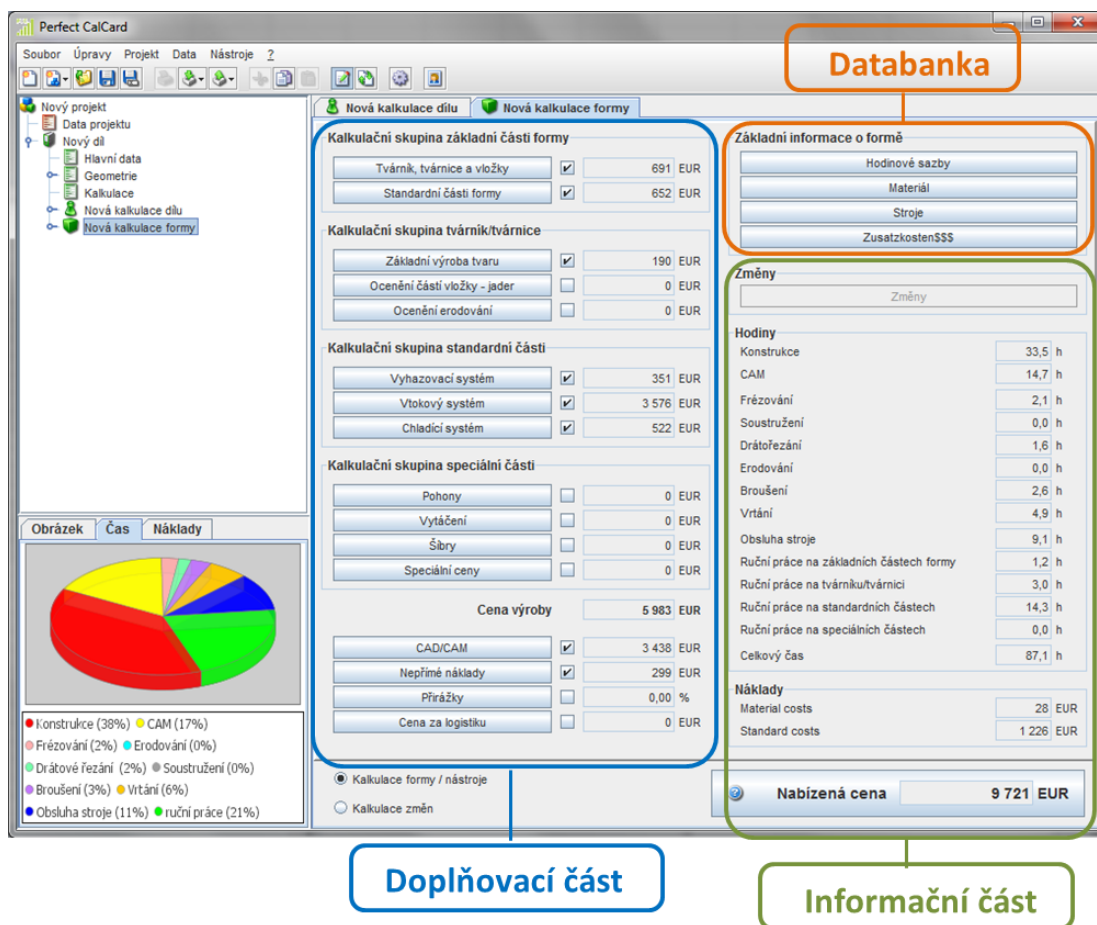 Perfect CalCard
Soubor Úpravy Projekt Data Nástroje ?
Databanka
Nový projekt
Data projektu
Nový díl
Hlavní data
Geometrie
Kalkulace
Nová kalkulace dílu
Nová kalkulace formy
Nová kalkulace dílu Nová kalkulace formy
Kalkulační skupina základní části formy
Tvárník, tvárnice a vložky 691 EUR
Standardní části formy 652 EUR
Kalkulační skupina tvárník/tvárnice
Základní výroba tvaru 190 EUR
Ocenění částí vložky - jader 0 EUR
Ocenění erodování 0 EUR
Kalkulační skupina standardní části
Vyhazovací systém 351 EUR
Vtokový systém 3 576 EUR
Chladící systém 522 EUR
Kalkulační skupina speciální části
Pohony 0 EUR
Vytáčení 0 EUR
Šíbry 0 EUR
Speciální ceny 0 EUR
Cena výroby 5 983 EUR
CAD/CAM 3 438 EUR
Nepřímé náklady 299 EUR
Přirážky 0,00 %
Cena za logistiku 0 EUR
Kalkulace formy / nástroje
Kalkulace změn
Základní informace o formě
Hodinové sazby
Materiál
Stroje
Zusatzkosten$$$
Změny
Změny
Hodiny
Konstrukce 33,5 h
CAM 14,7 h
Frézování 2,1 h
Soustružení 0,0 h
Drátořezání 1,6 h
Erodování 0,0 h
Broušení 2,6 h
Vrtání 4,9 h
Obsluha stroje 9,1 h
Ruční práce na základních částech formy 1,2 h
Ruční práce na tvárníku/tvárnici 3,0 h
Ruční práce na standardních částech 14,3 h
Ruční práce na speciálních částech 0,0 h
Celkový čas 87,1 h
Náklady
Material costs 28 EUR
Standard costs 1 226 EUR
Nabízená cena 9 721 EUR
Obrázek Čas Náklady
Konstrukce (38%) CAM (17%)
Frézování (2%) Erodování (0%)
Drátové řezání (2%) Soustružení (0%)
Broušení (3%) Vrtání (6%)
Obsluha stroje (11%) ruční práce (21%)
Doplňovací část
Informační část